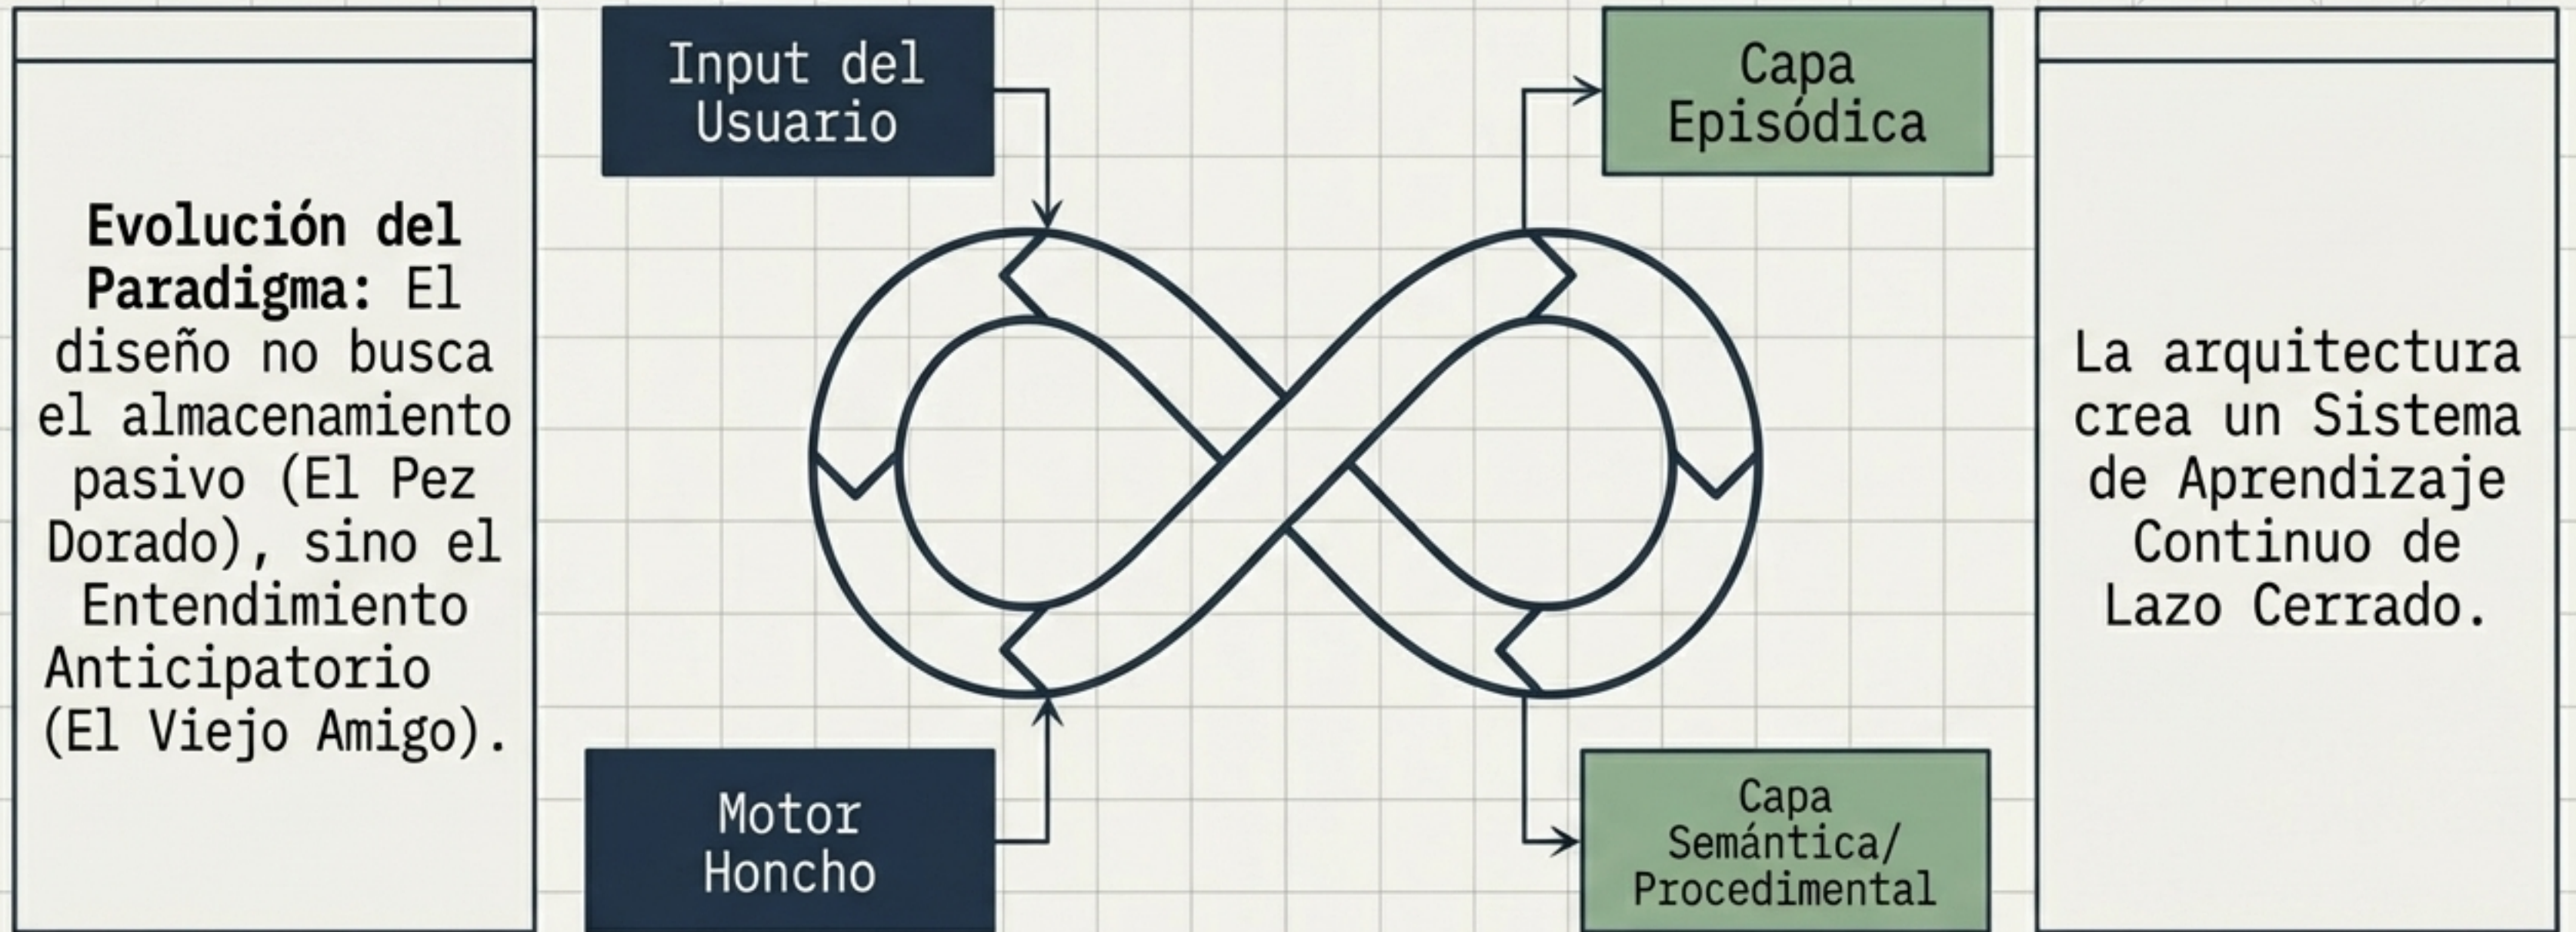 Evolución del
Paradigma: El
diseño no busca
el almacenamiento
pasivo (El Pez
Dorado), sino el
Entendimiento
Anticipatorio
(El Viejo Amigo).
Input del
Usuario
Motor
Honcho
Capa
Episódica
Capa
Semántica/
Procedimental
La arquitectura
crea un Sistema
de Aprendizaje
Continuo de
Lazo Cerrado.